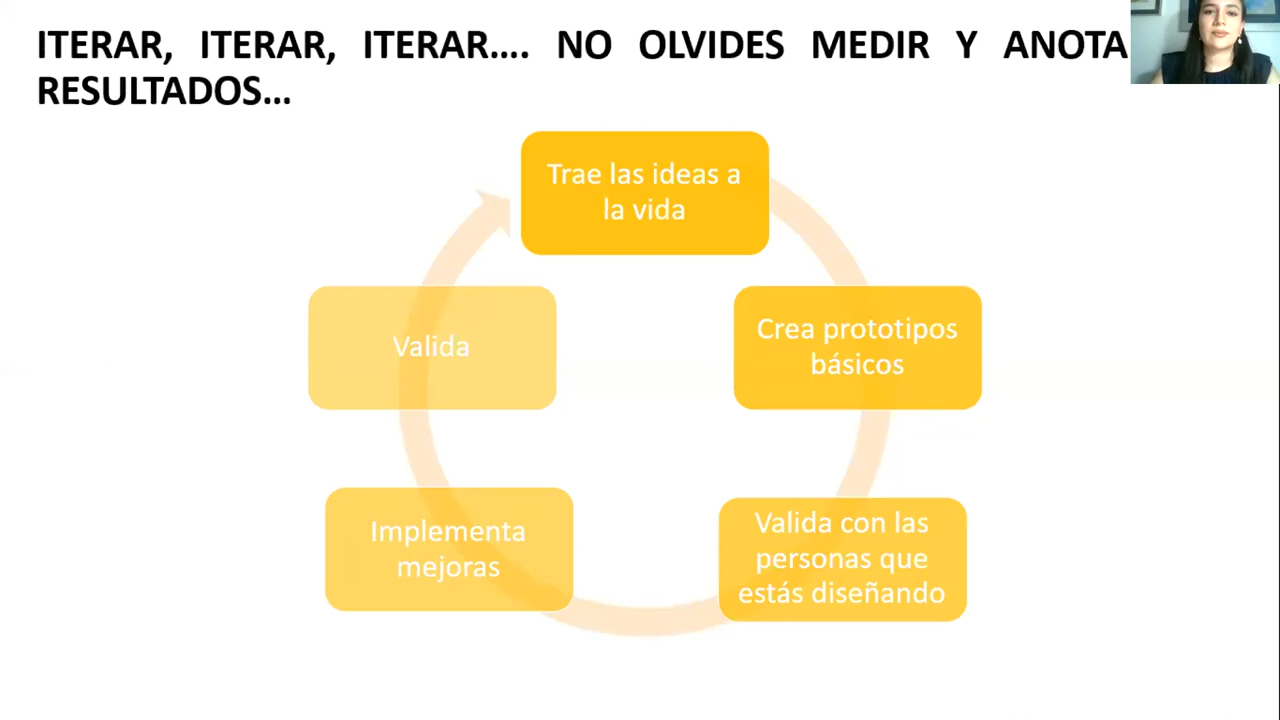 ITERAR, ITERAR, ITERAR.... NO OLVIDES MEDIR Y ANOTA
RESULTADOS...
Trae las ideas a
la vida
Crea prototipos
básicos
Valida con las
personas que
estás diseñando
Implementa
mejoras
Valida